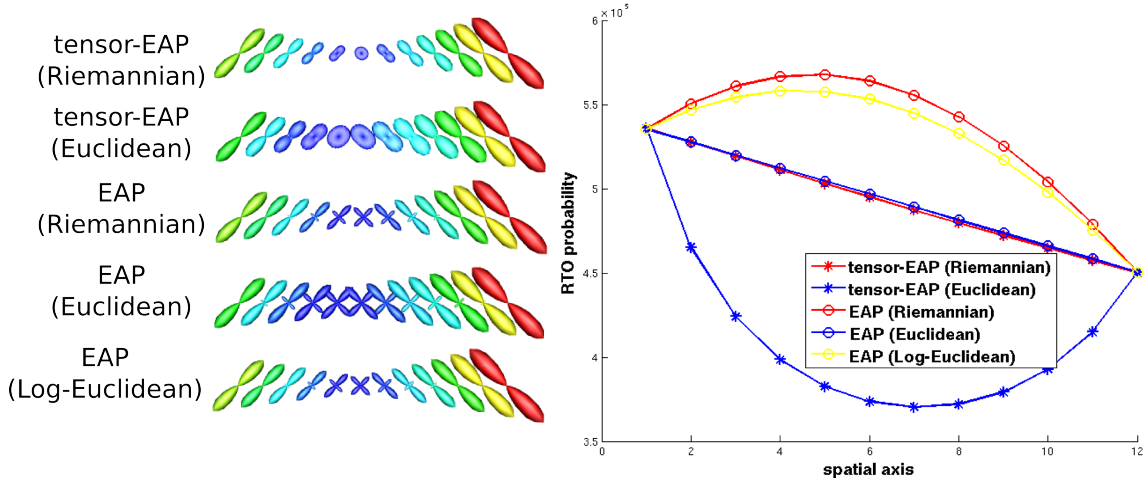 tensor-EAP
(Riemannian)
tensor-EAP
(Euclidean)
EAP
(Riemannian)
EAP
(Euclidean)
EAP
(Log-Euclidean)
x 10⁵
6
5.5
5
4.5
4
3.5
RTO probability
0
2
4
6
8
10
12
spatial axis
tensor-EAP (Riemannian)
tensor-EAP (Euclidean)
EAP (Riemannian)
EAP (Euclidean)
EAP (Log-Euclidean)